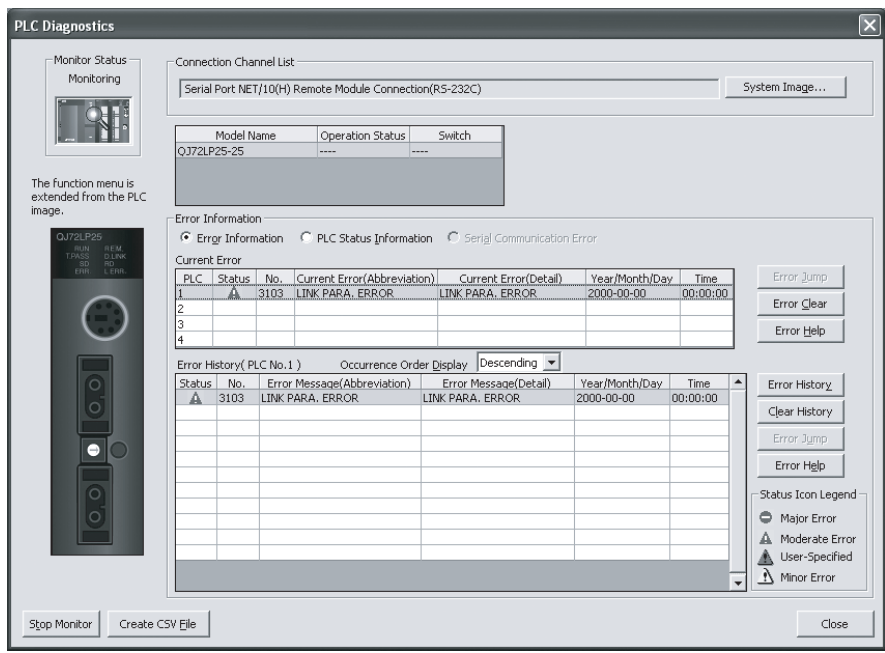 PLC Diagnostics
Monitor Status
Monitoring
Connection Channel List
Serial Port NET/10(H) Remote Module Connection(RS-232C)
System Image...
Model Name Operation Status Switch
QJ72LP25-25 ---- ----
The function menu is
extended from the PLC
image.
QJ72LP25
RUN REM.
T.PASS D.LINK
SD RD
ERR. L ERR.
Error Information
Error Information PLC Status Information Serial Communication Error
Current Error
PLC Status No. Current Error(Abbreviation) Current Error(Detail) Year/Month/Day Time
1 3103 LINK PARA. ERROR LINK PARA. ERROR 2000-00-00 00:00:00
2
3
4
Error Jump
Error Clear
Error Help
Error History( PLC No.1 ) Occurrence Order Display Descending
Status No. Error Message(Abbreviation) Error Message(Detail) Year/Month/Day Time
3103 LINK PARA. ERROR LINK PARA. ERROR 2000-00-00 00:00:00
Error History
Clear History
Error Jump
Error Help
Status Icon Legend
Major Error
Moderate Error
User-Specified
Minor Error
Stop Monitor
Create CSV File
Close